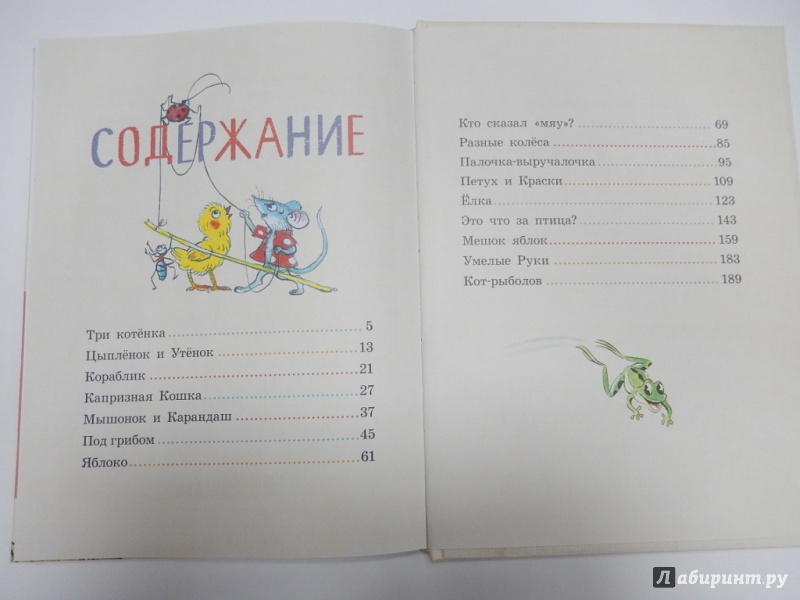 СОДЕРЖАНИЕ
Три котёнка 5
Цыплёнок и Утёнок 13
Кораблик 21
Капризная Кошка 27
Мышонок и Карандаш 37
Под грибом 45
Яблоко 61
Кто сказал «мяу»? 69
Разные колёса 85
Палочка-выручалочка 95
Петух и Краски 109
Ёлка 123
Это что за птица? 143
Мешок яблок 159
Умелые Руки 183
Кот-рыболов 189
Лабиринт.ру